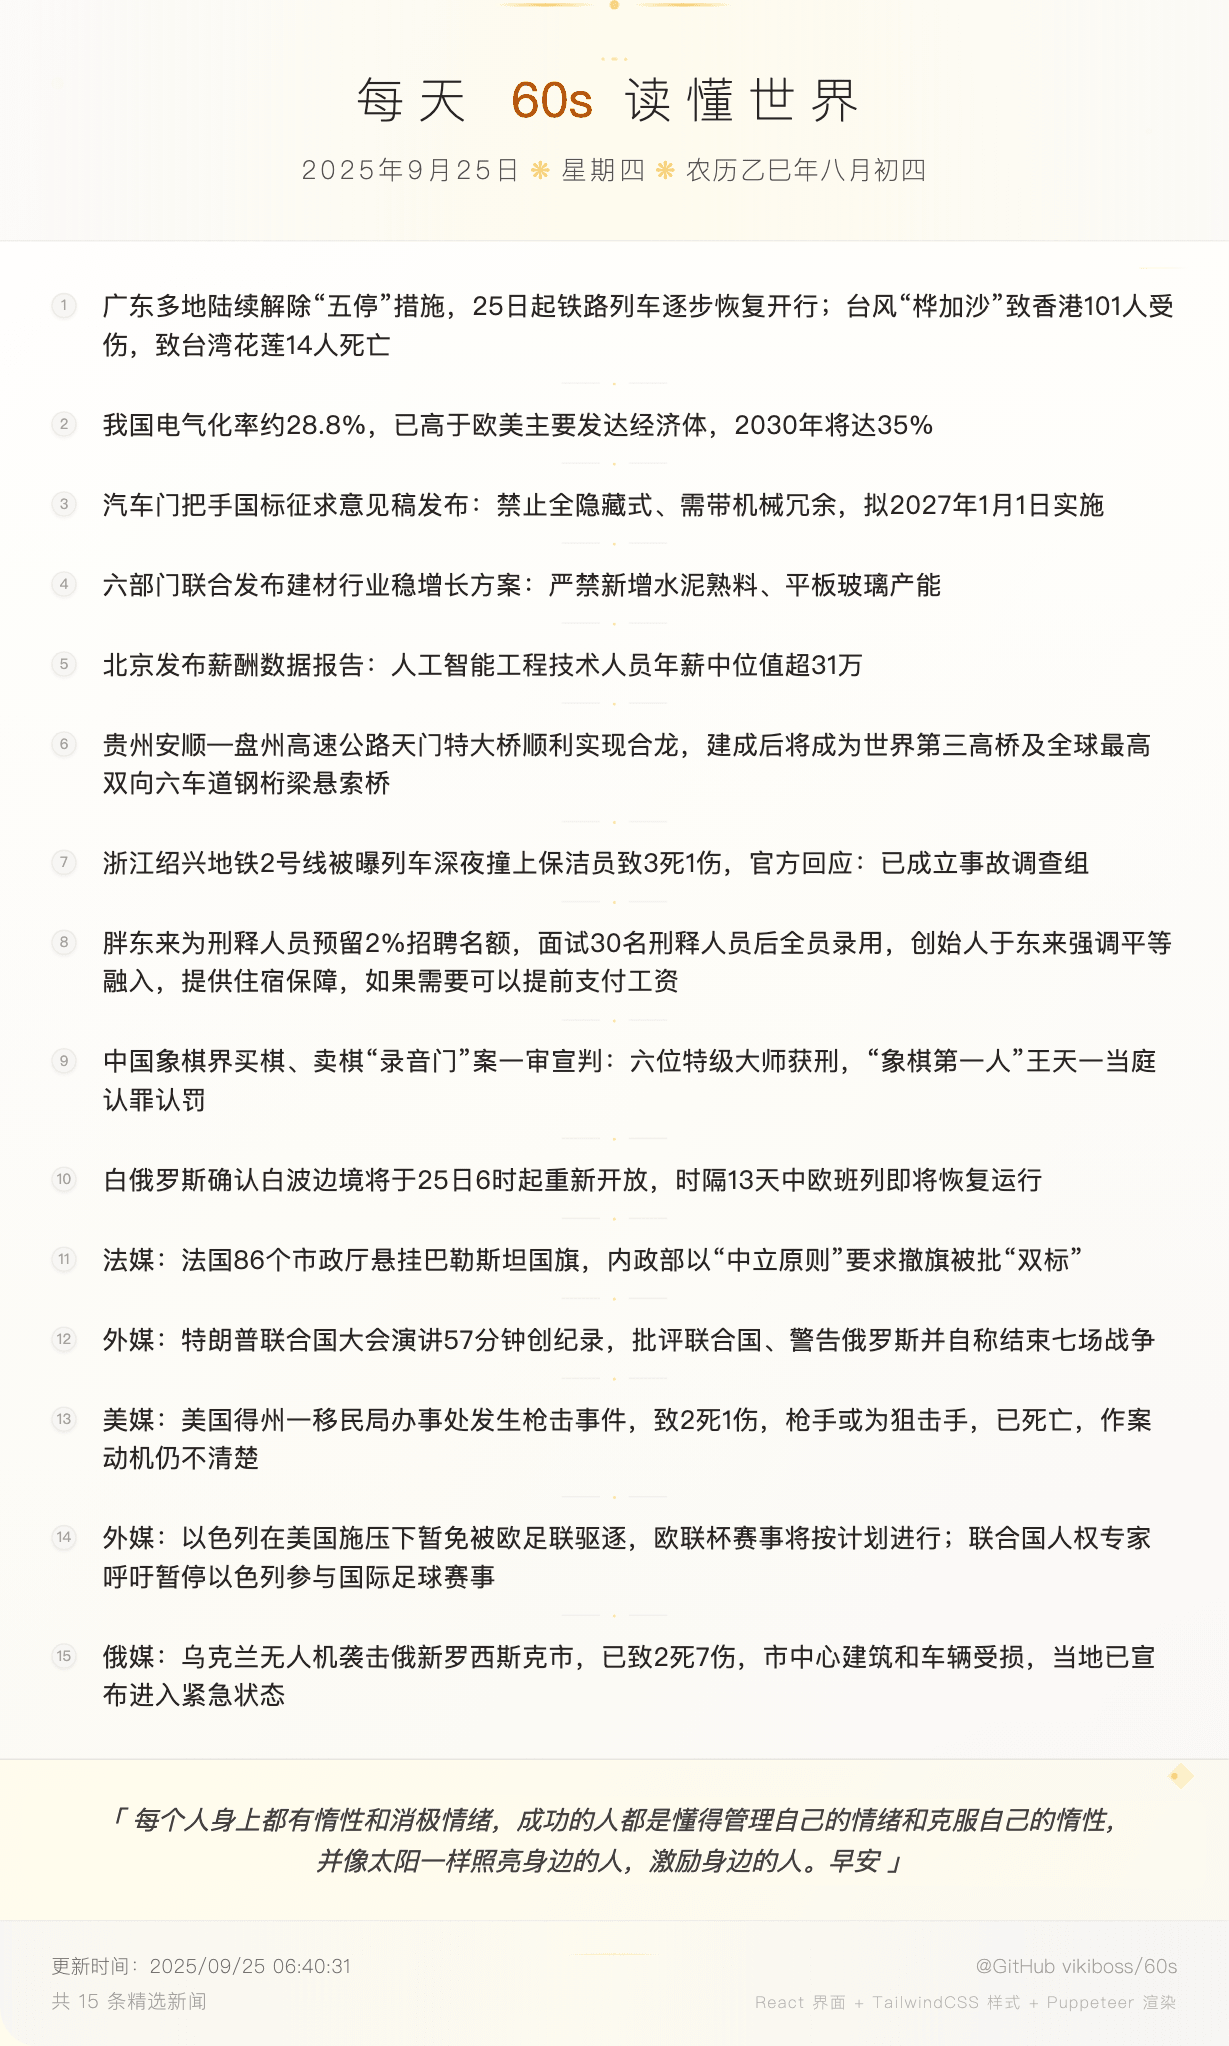 每天 60s 读懂世界
2025年9月25日 ❋ 星期四 ❋ 农历乙巳年八月初四
1 广东多地陆续解除“五停”措施，25日起铁路列车逐步恢复开行；台风“桦加沙”致香港101人受
伤，致台湾花莲14人死亡
2 我国电气化率约28.8%，已高于欧美主要发达经济体，2030年将达35%
3 汽车门把手国标征求意见稿发布：禁止全隐藏式、需带机械冗余，拟2027年1月1日实施
4 六部门联合发布建材行业稳增长方案：严禁新增水泥熟料、平板玻璃产能
5 北京发布薪酬数据报告：人工智能工程技术人员年薪中位值超31万
6 贵州安顺—盘州高速公路天门特大桥顺利实现合龙，建成后将成为世界第三高桥及全球最高
双向六车道钢桁梁悬索桥
7 浙江绍兴地铁2号线被曝列车深夜撞上保洁员致3死1伤，官方回应：已成立事故调查组
8 胖东来为刑释人员预留2%招聘名额，面试30名刑释人员后全员录用，创始人于东来强调平等
融入，提供住宿保障，如果需要可以提前支付工资
9 中国象棋界买棋、卖棋“录音门”案一审宣判：六位特级大师获刑，“象棋第一人”王天一当庭
认罪认罚
10 白俄罗斯确认白波边境将于25日6时起重新开放，时隔13天中欧班列即将恢复运行
11 法媒：法国86个市政厅悬挂巴勒斯坦国旗，内政部以“中立原则”要求撤旗被批“双标”
12 外媒：特朗普联合国大会演讲57分钟创纪录，批评联合国、警告俄罗斯并自称结束七场战争
13 美媒：美国得州一移民局办事处发生枪击事件，致2死1伤，枪手或为狙击手，已死亡，作案
动机仍不清楚
14 外媒：以色列在美国施压下暂免被欧足联驱逐，欧联杯赛事将按计划进行；联合国人权专家
呼吁暂停以色列参与国际足球赛事
15 俄媒：乌克兰无人机袭击俄新罗西斯克市，已致2死7伤，市中心建筑和车辆受损，当地已宣
布进入紧急状态
「 每个人身上都有惰性和消极情绪，成功的人都是懂得管理自己的情绪和克服自己的惰性，
并像太阳一样照亮身边的人，激励身边的人。早安 」
更新时间：2025/09/25 06:40:31
@GitHub vikiboss/60s
共 15 条精选新闻
React 界面 + TailwindCSS 样式 + Puppeteer 渲染